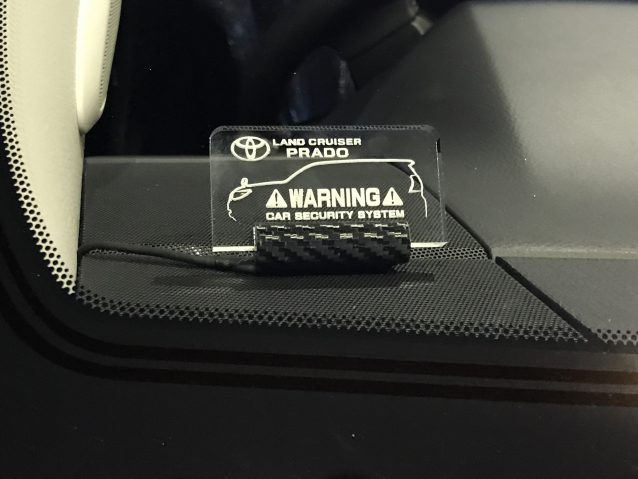 LAND CRUISER
PRADO
WARNING
CAR SECURITY SYSTEM